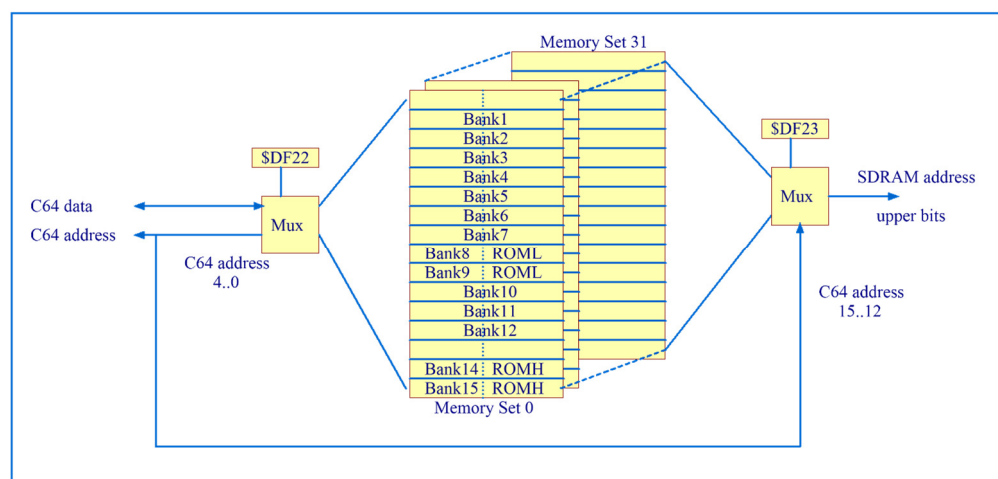 Memory Set 31
$DF22
$DF23
Bank1
Bank2
Bank3
Bank4
Bank5
Bank6
Bank7
Bank8 ROML
Bank9 ROML
Bank10
Bank11
Bank12
Bank14 ROMH
Bank15 ROMH
Memory Set 0
C64 data
C64 address
Mux
C64 address
4..0
Mux
SDRAM address
upper bits
C64 address
15..12